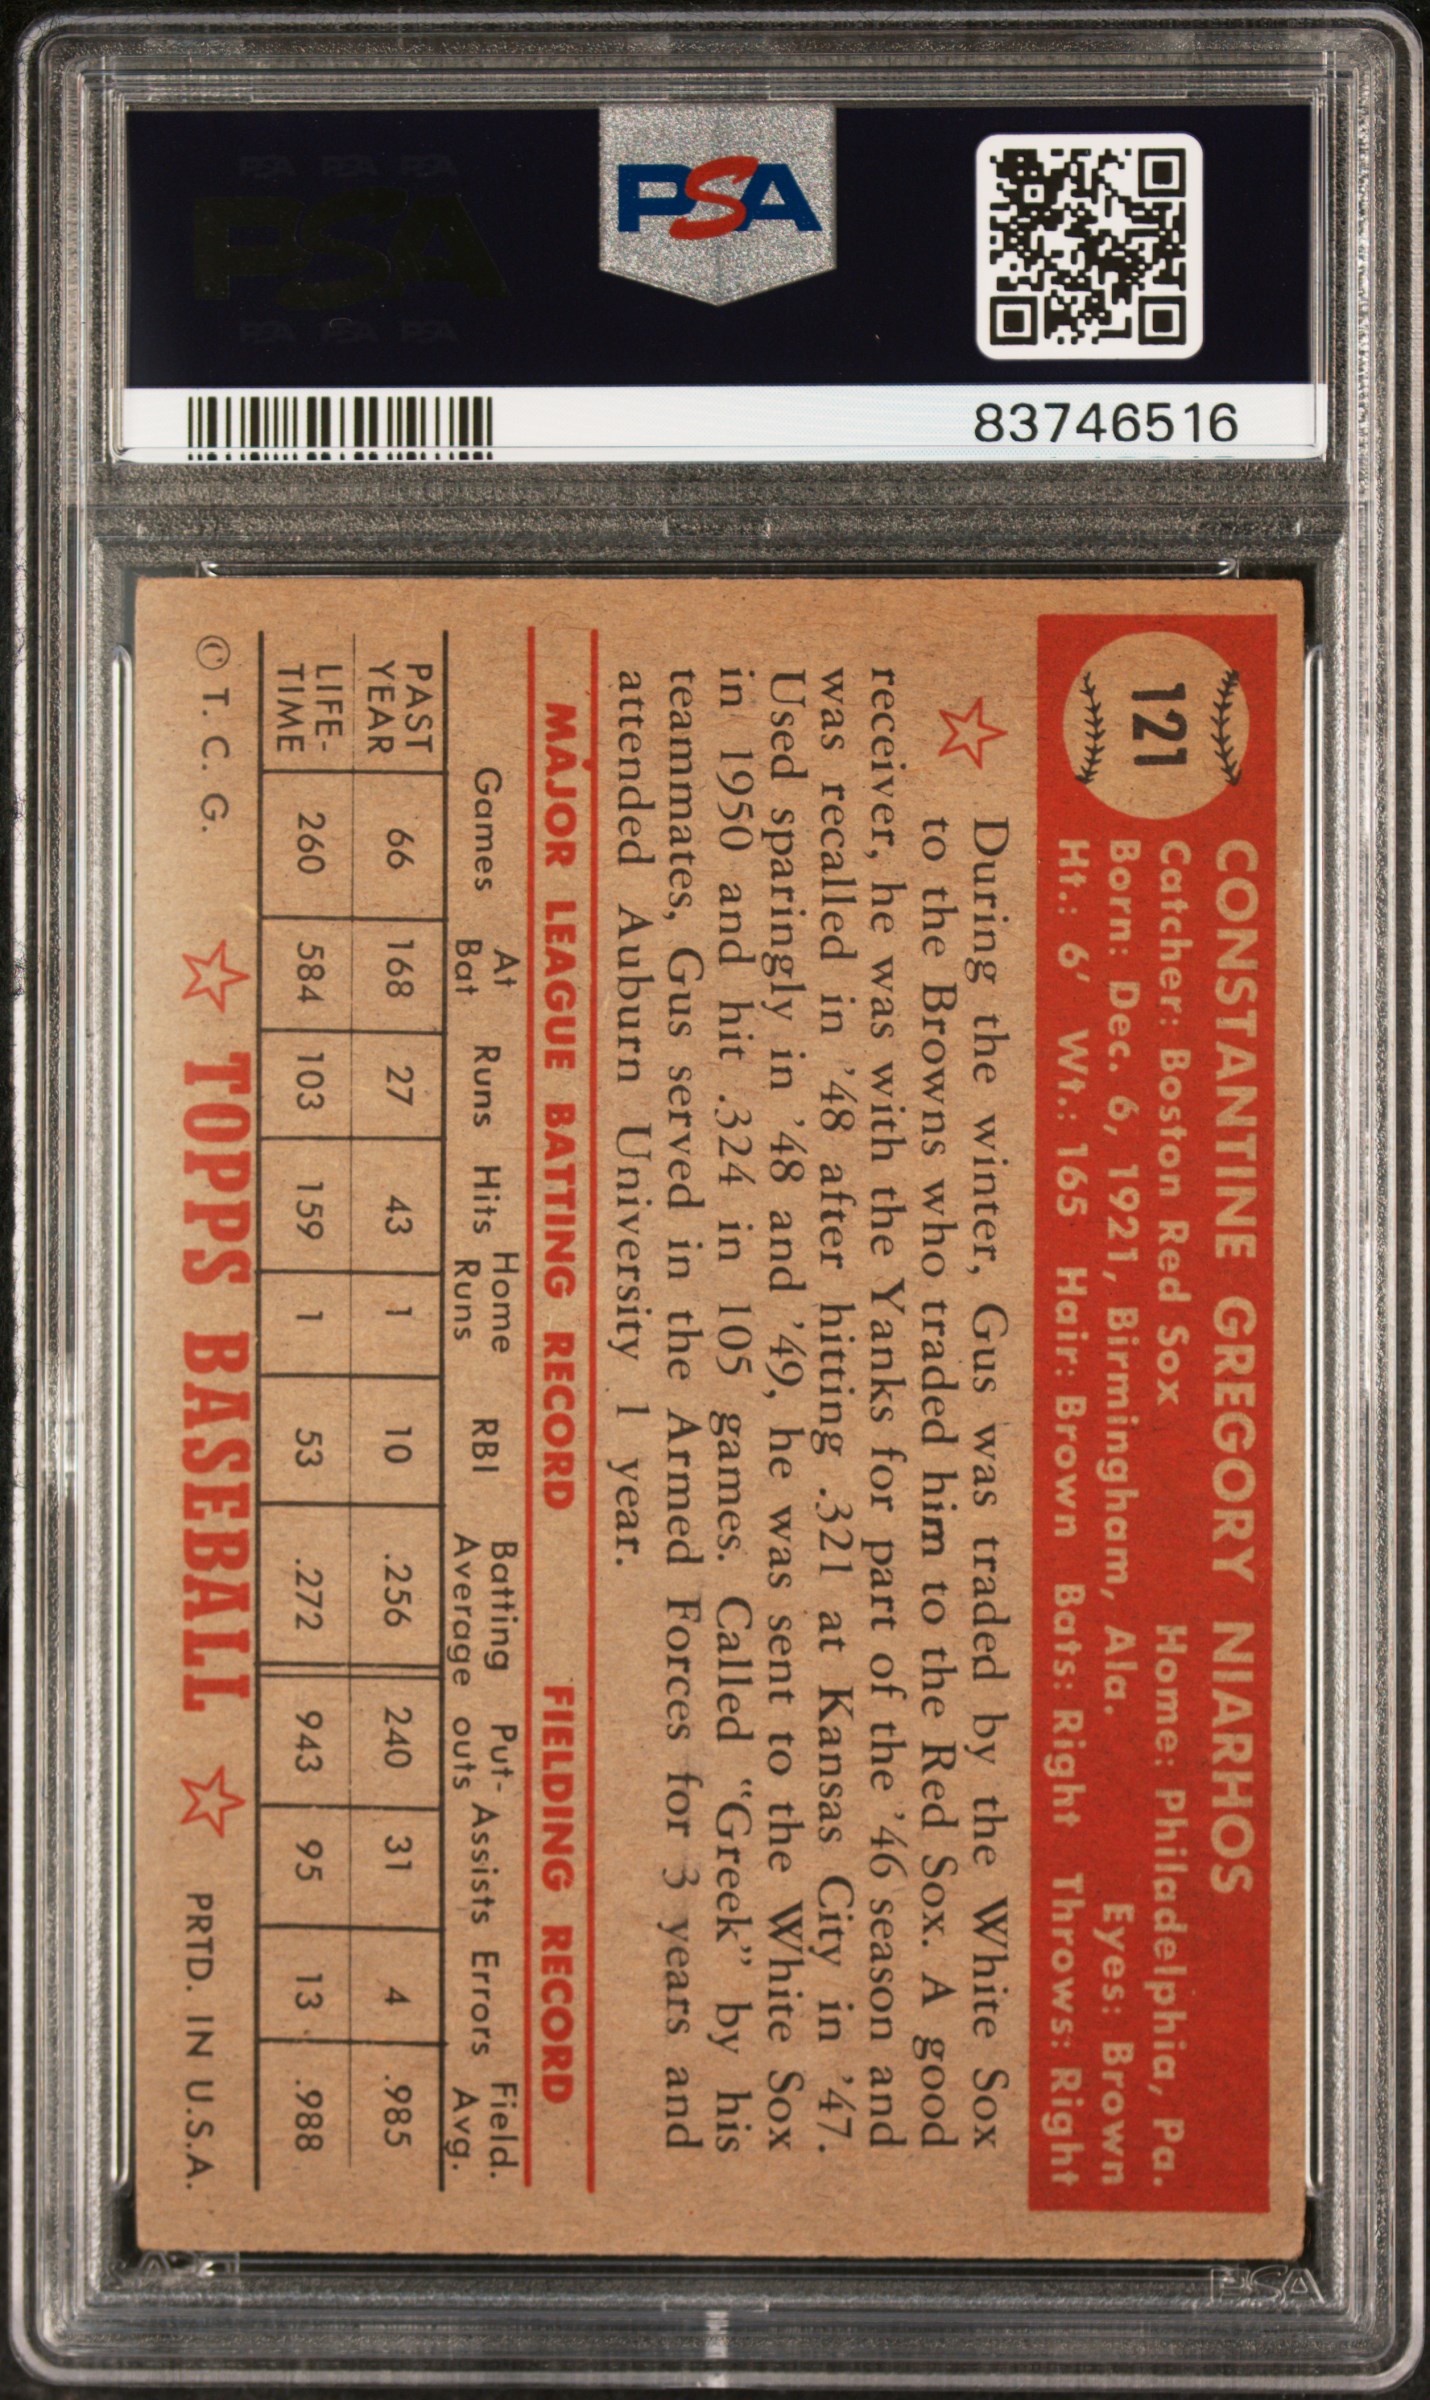 PSA
83746516
121
CONSTANTINE GREGORY NIARHOS
Catcher: Boston Red Sox Home: Philadelphia, Pa.
Born: Dec. 6, 1921, Birmingham, Ala. Eyes: Brown
Ht.: 6' Wt.: 165 Hair: Brown Bats: Right Throws: Right
During the winter, Gus was traded by the White Sox
to the Browns who traded him to the Red Sox. A good
receiver, he was with the Yanks for part of the '46 season and
was recalled in '48 after hitting .321 at Kansas City in '47.
Used sparingly in '48 and '49, he was sent to the White Sox
in 1950 and hit .324 in 105 games. Called "Greek" by his
teammates, Gus served in the Armed Forces for 3 years and
attended Auburn University 1 year.
MAJOR LEAGUE BATTING RECORD FIELDING RECORD
Games At Bat Runs Hits Home Runs RBI Batting Average Put-outs Assists Errors Field. Avg.
PAST YEAR 66 168 27 43 1 10 .256 240 31 4 .985
LIFE-TIME 260 584 103 159 1 53 .272 943 95 13 .988
© T. C. G. ☆ TOPPS BASEBALL ☆ PRTD. IN U.S.A.
PSA